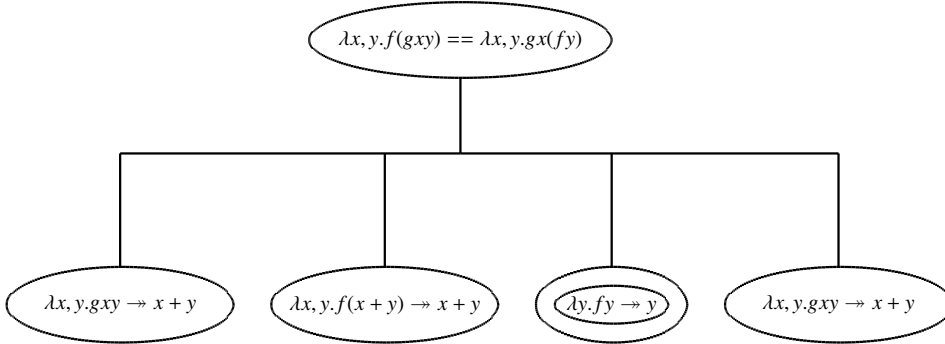 λx, y.f(gxy) == λx, y.gx(fy)
λx, y.gxy ↠ x + y
λx, y.f(x + y) ↠ x + y
λy.fy ↠ y
λx, y.gxy ↠ x + y